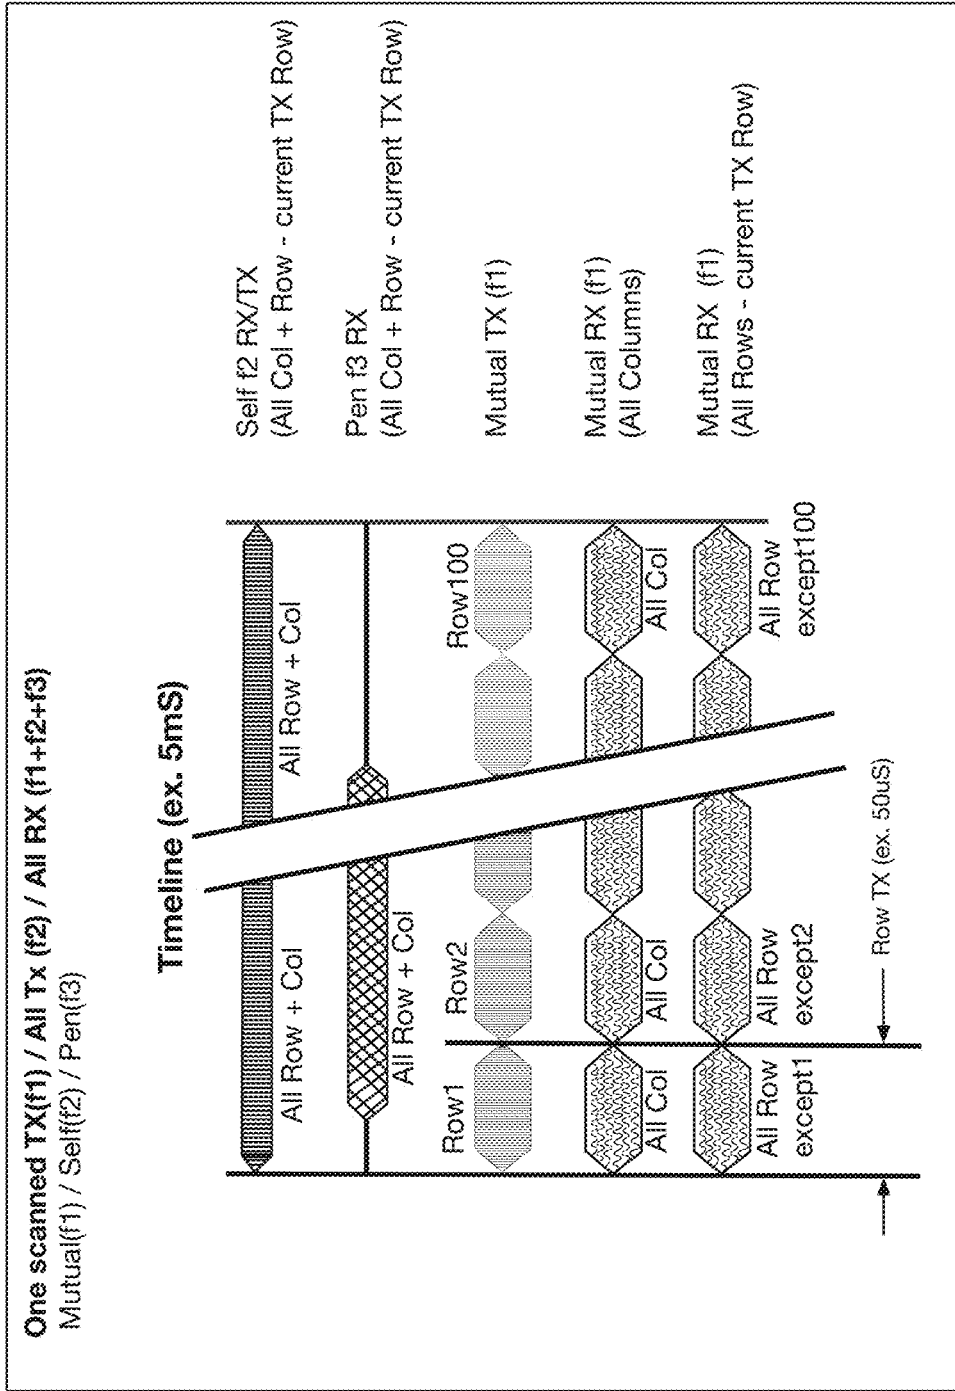 One scanned TX(f1) / All Tx (f2) / All RX (f1+f2+f3)
Mutual(f1) / Self(f2) / Pen(f3)
Timeline (ex. 5mS)
All Row + Col
All Row + Col
Self f2 RX/TX
(All Col + Row - current TX Row)
All Row + Col
Pen f3 RX
(All Col + Row - current TX Row)
Row1
Row2
Row100
Mutual TX (f1)
All Col
All Col
All Col
Mutual RX (f1)
(All Columns)
All Row
except1
All Row
except2
All Row
except100
Mutual RX (f1)
(All Rows - current TX Row)
Row TX (ex. 50uS)